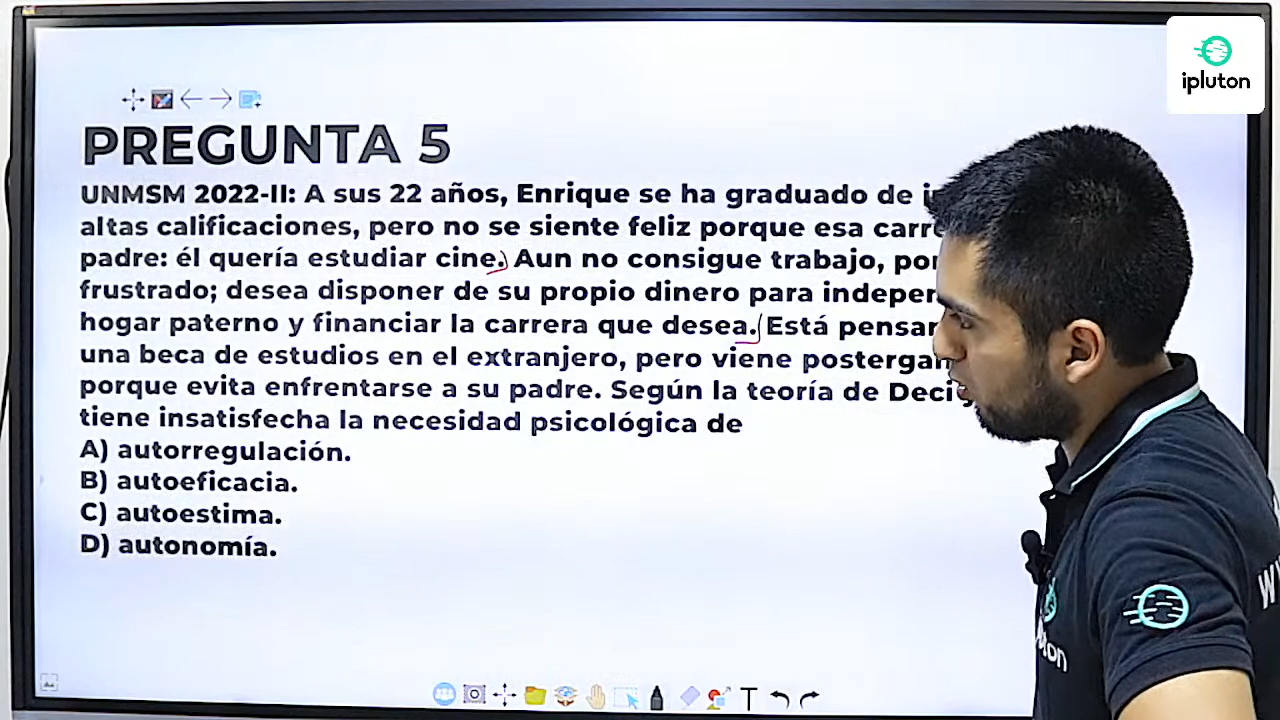 ipluton
PREGUNTA 5
UNMSM 2022-II: A sus 22 años, Enrique se ha graduado de
altas calificaciones, pero no se siente feliz porque esa
padre: él quería estudiar cine. Aun no consigue trabajo,
frustrado; desea disponer de su propio dinero para
hogar paterno y financiar la carrera que desea. Está
una beca de estudios en el extranjero, pero viene
porque evita enfrentarse a su padre. Según la teoría de
tiene insatisfecha la necesidad psicológica de
A) autorregulación.
B) autoeficacia.
C) autoestima.
D) autonomía.